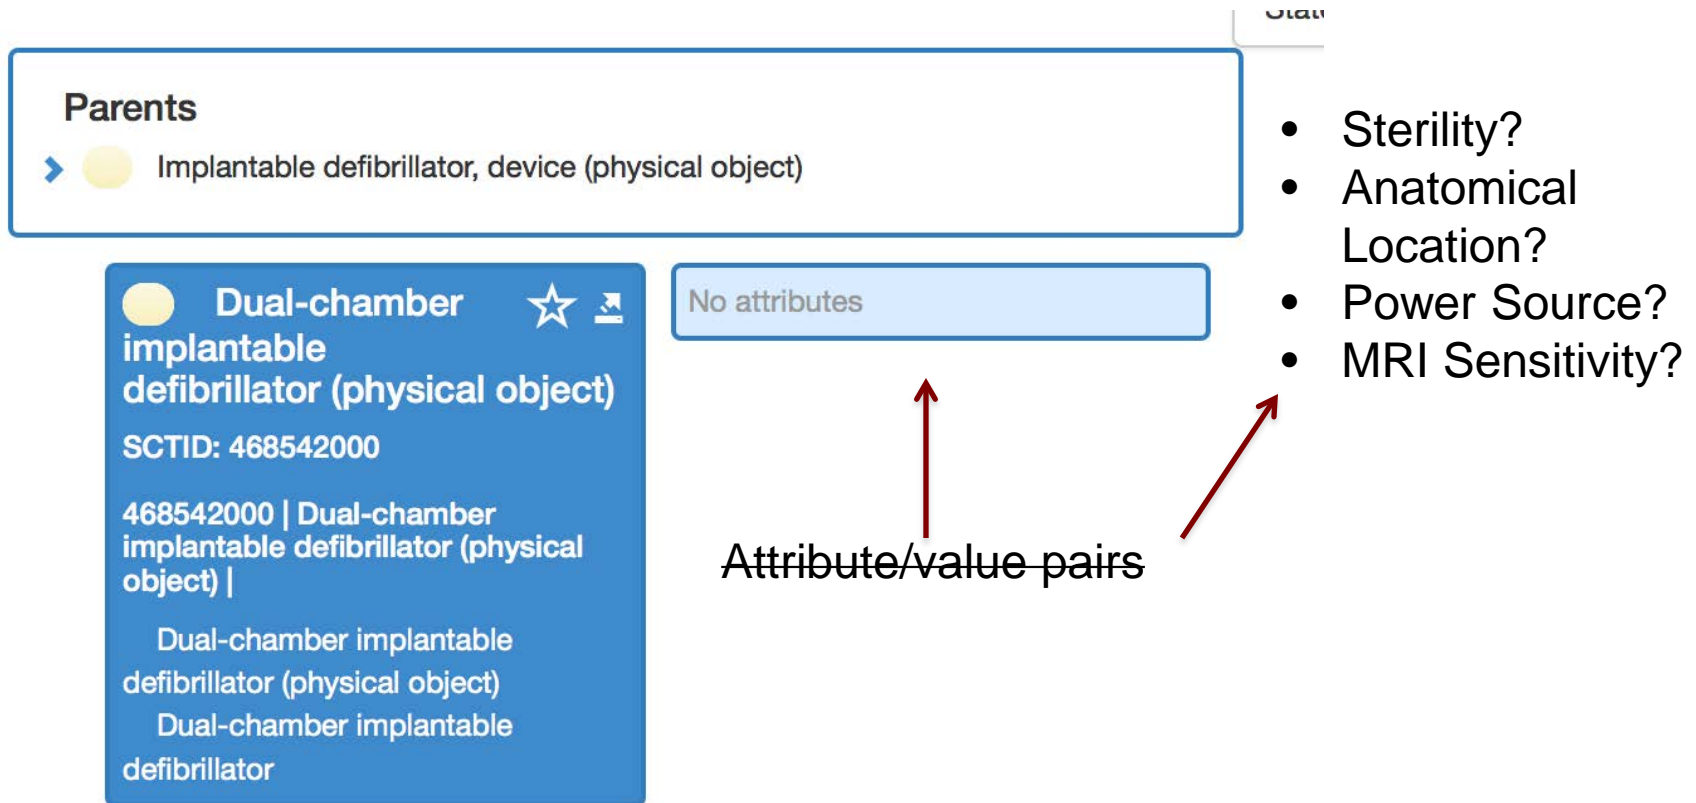 Parents
Implantable defibrillator, device (physical object)
Dual-chamber
implantable
defibrillator (physical object)
SCTID: 468542000
468542000 | Dual-chamber
implantable defibrillator (physical
object) |
Dual-chamber implantable
defibrillator (physical object)
Dual-chamber implantable
defibrillator
No attributes
Attribute/value pairs
• Sterility?
• Anatomical
Location?
• Power Source?
• MRI Sensitivity?